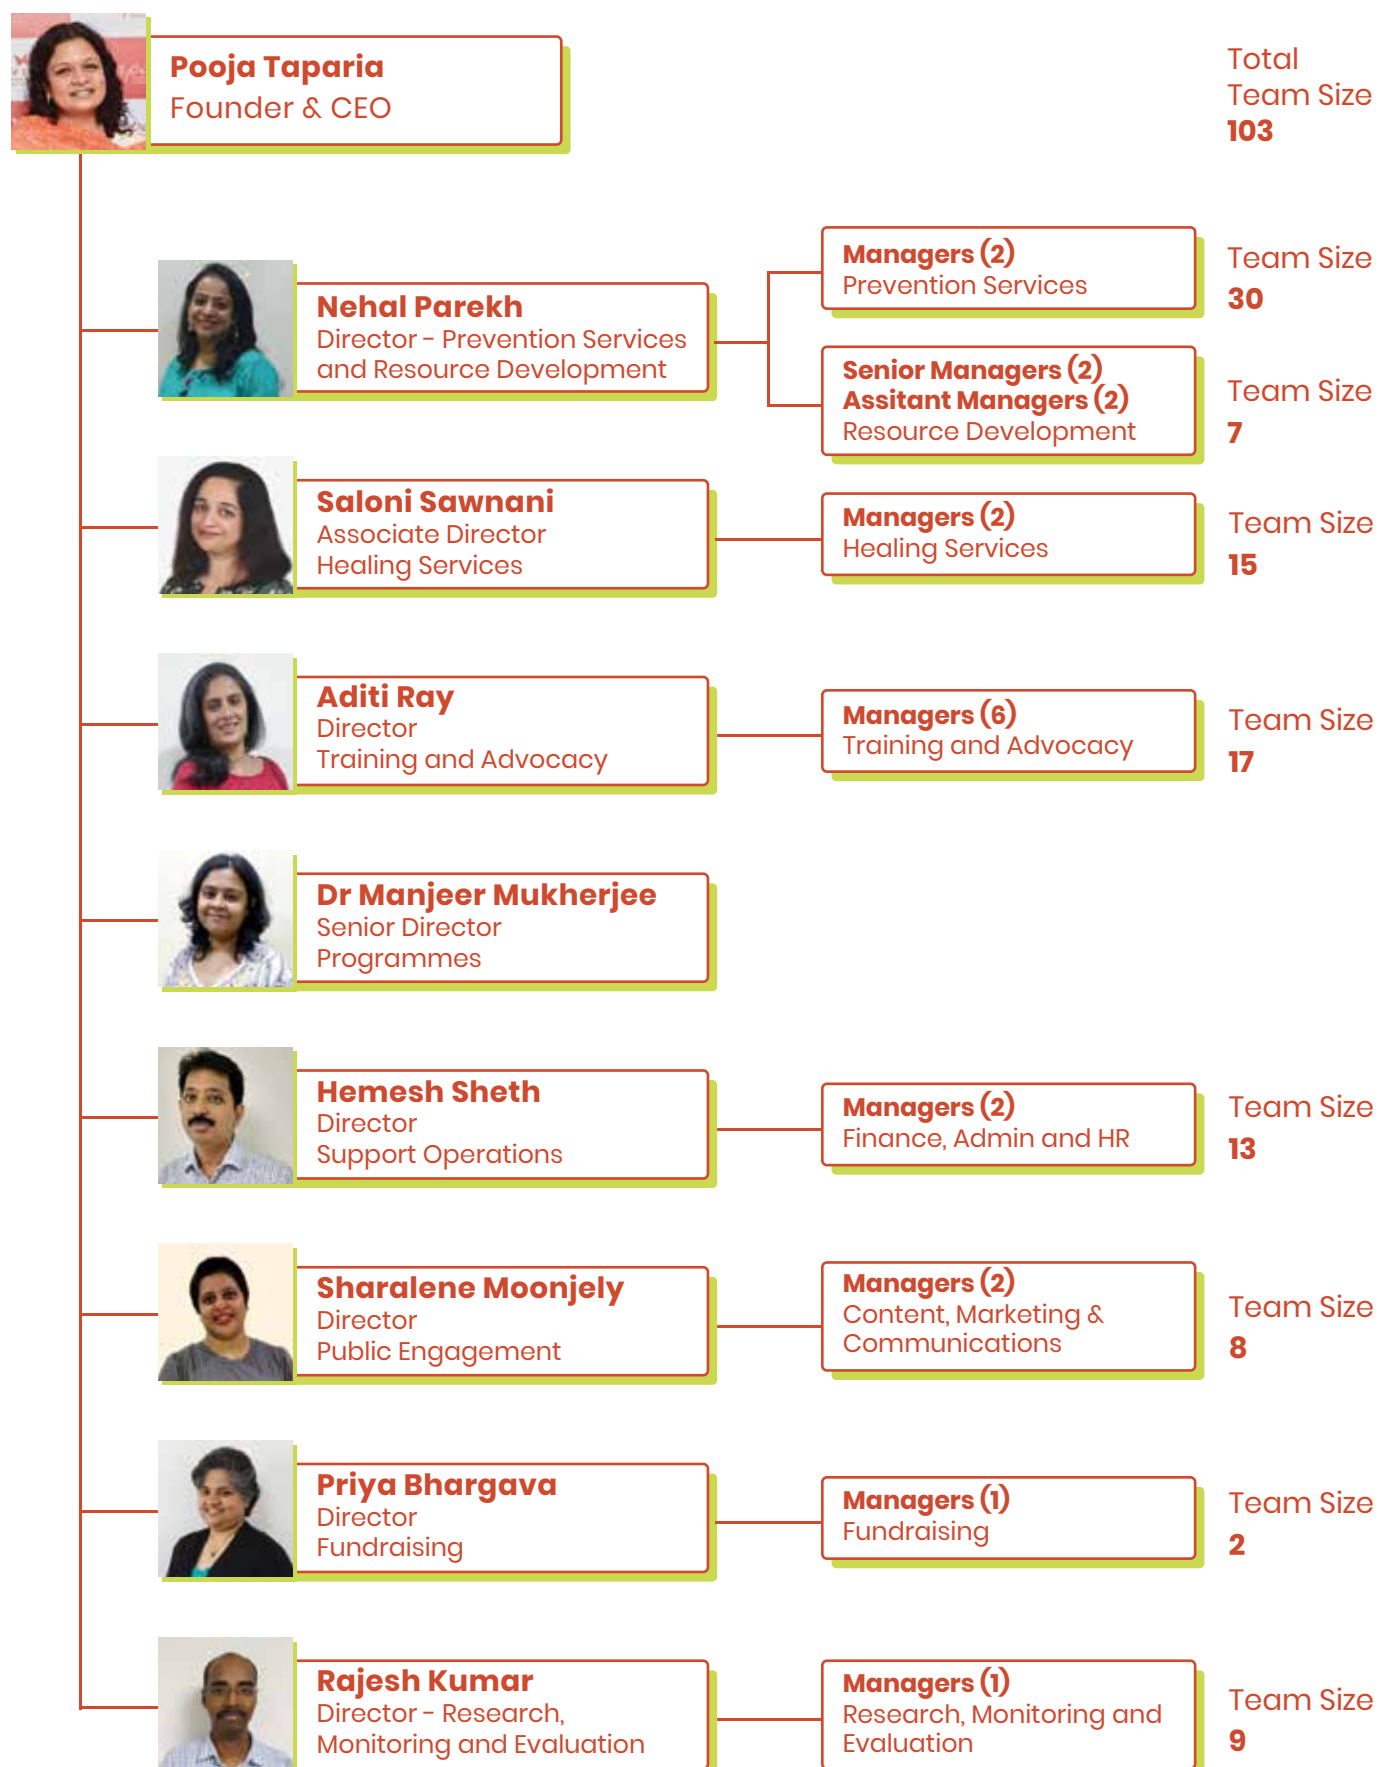 Pooja Taparia
Founder & CEO
Total
Team Size
103
Nehal Parekh
Director - Prevention Services
and Resource Development
Managers (2)
Prevention Services
Team Size
30
Senior Managers (2)
Assitant Managers (2)
Resource Development
Team Size
7
Saloni Sawnani
Associate Director
Healing Services
Managers (2)
Healing Services
Team Size
15
Aditi Ray
Director
Training and Advocacy
Managers (6)
Training and Advocacy
Team Size
17
Dr Manjeer Mukherjee
Senior Director
Programmes
Hemesh Sheth
Director
Support Operations
Managers (2)
Finance, Admin and HR
Team Size
13
Sharalene Moonjely
Director
Public Engagement
Managers (2)
Content, Marketing &
Communications
Team Size
8
Priya Bhargava
Director
Fundraising
Managers (1)
Fundraising
Team Size
2
Rajesh Kumar
Director - Research,
Monitoring and Evaluation
Managers (1)
Research, Monitoring and
Evaluation
Team Size
9